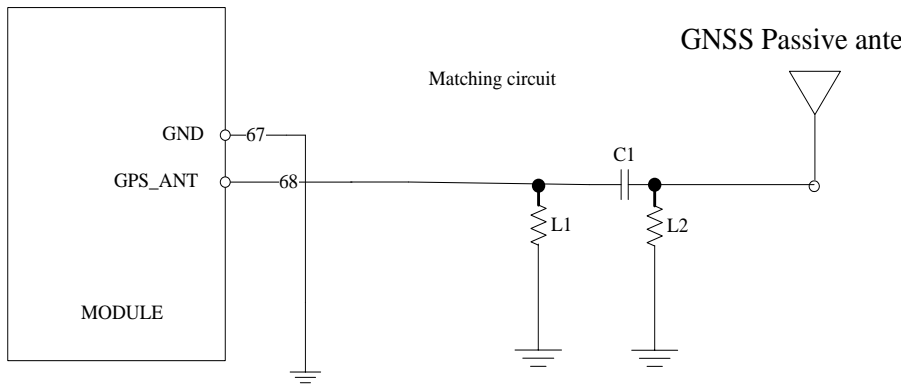 GNSS Passive ante
Matching circuit
GND
67
C1
GPS_ANT
68
L1
L2
MODULE